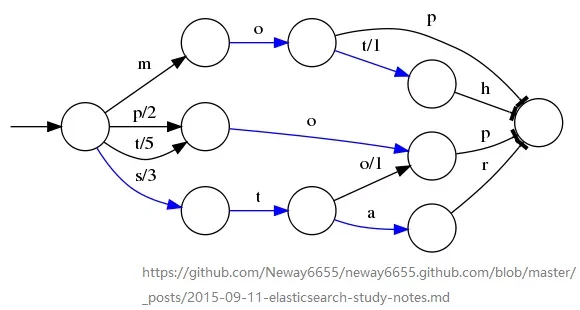 p
o
t/1
m
h
p/2
o
p
t/5
o/1
r
s/3
t
a
https://github.com/Neway6655/neway6655.github.com/blob/master/
_posts/2015-09-11-elasticsearch-study-notes.md